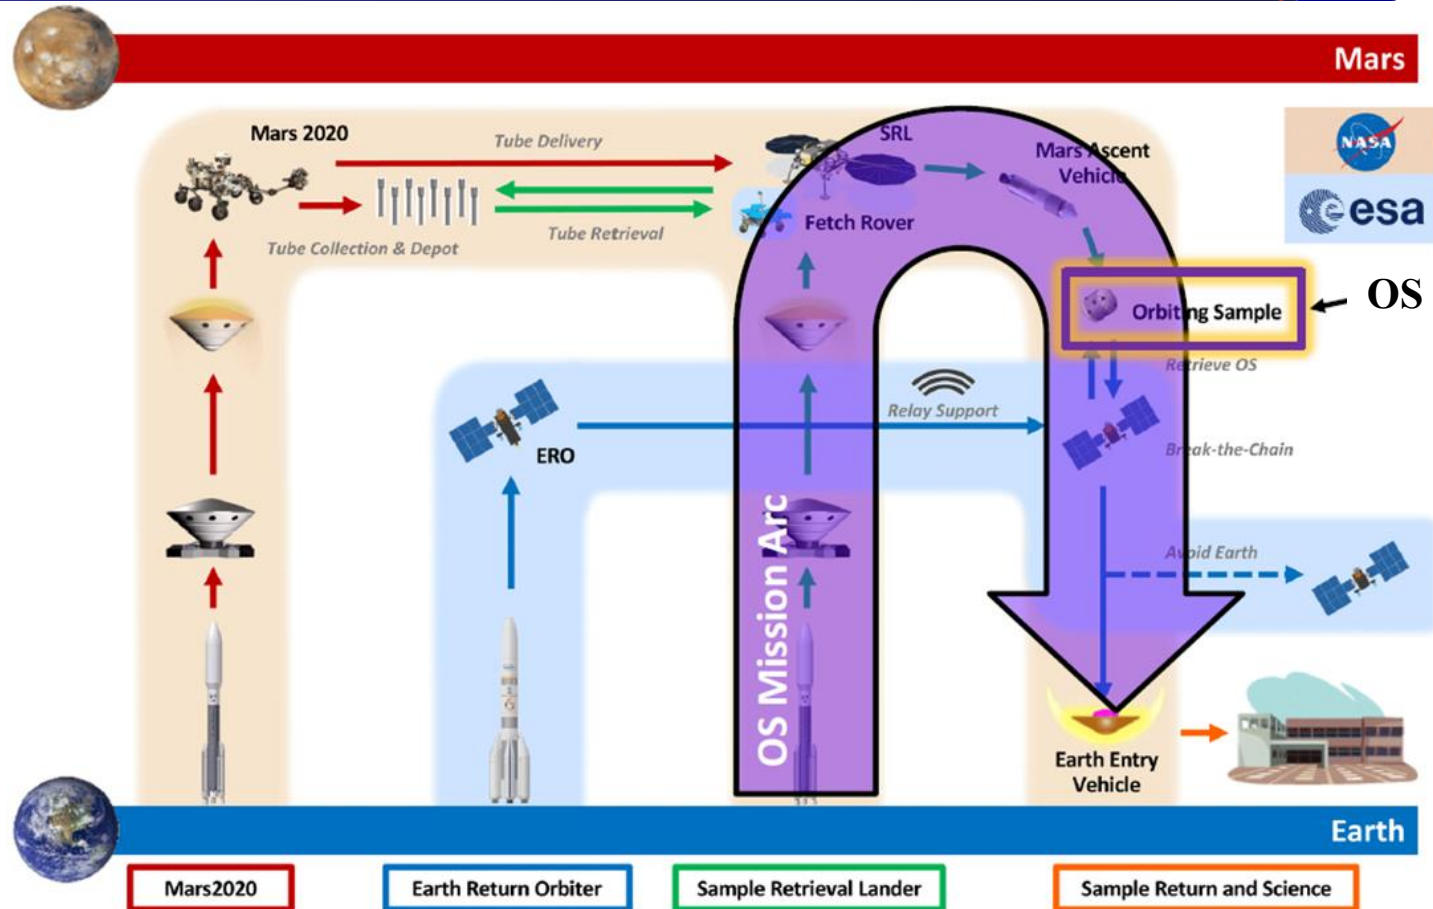 Mars
Mars 2020
Tube Delivery
SRL
Mars Ascent
Vehicle
NASA
esa
Fetch Rover
Tube Retrieval
Tube Collection & Depot
OS
Orbiting Sample
Retrieve OS
Relay Support
ERO
Break-the-Chain
Avoid Earth
OS Mission Arc
Earth Entry
Vehicle
Earth
Mars2020
Earth Return Orbiter
Sample Retrieval Lander
Sample Return and Science